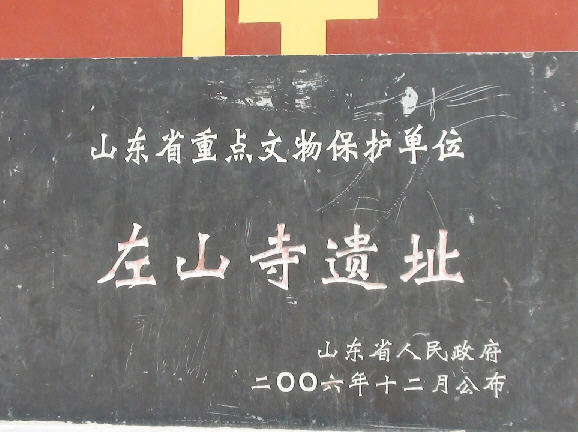 山东省重点文物保护单位
左山寺遗址
山东省人民政府
二〇〇六年十二月公布